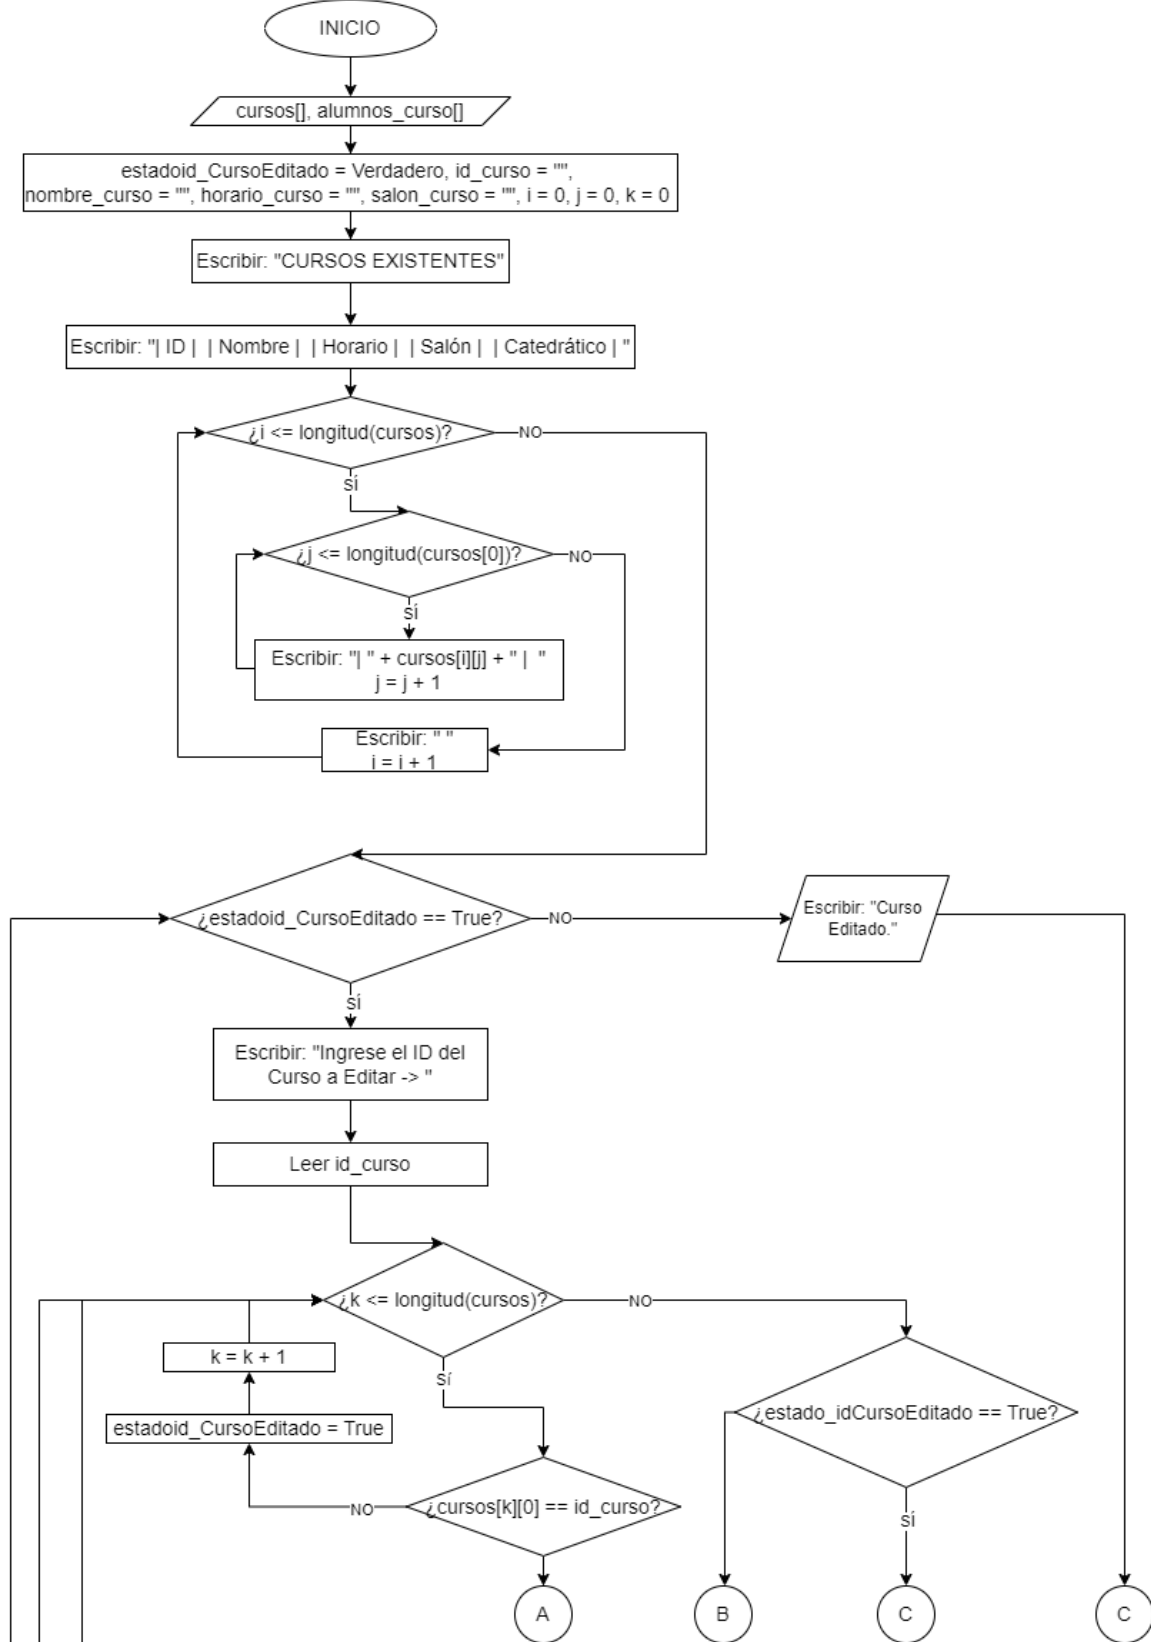 INICIO
cursos[], alumnos_curso[]
estadoid_CursoEditado = Verdadero, id_curso = "",
nombre_curso = "", horario_curso = "", salon_curso = "", i = 0, j = 0, k = 0
Escribir: "CURSOS EXISTENTES"
Escribir: "| ID |  | Nombre |  | Horario |  | Salón |  | Catedrático | "
¿i <= longitud(cursos)?
NO
SÍ
¿j <= longitud(cursos[0])?
NO
SÍ
Escribir: "| " + cursos[i][j] + " |  "
j = j + 1
Escribir: " "
i = i + 1
¿estadoid_CursoEditado == True?
NO
Escribir: "Curso
Editado."
SÍ
Escribir: "Ingrese el ID del
Curso a Editar -> "
Leer id_curso
¿k <= longitud(cursos)?
NO
k = k + 1
SÍ
estadoid_CursoEditado = True
¿estado_idCursoEditado == True?
¿cursos[k][0] == id_curso?
NO
SÍ
A
B
C
C